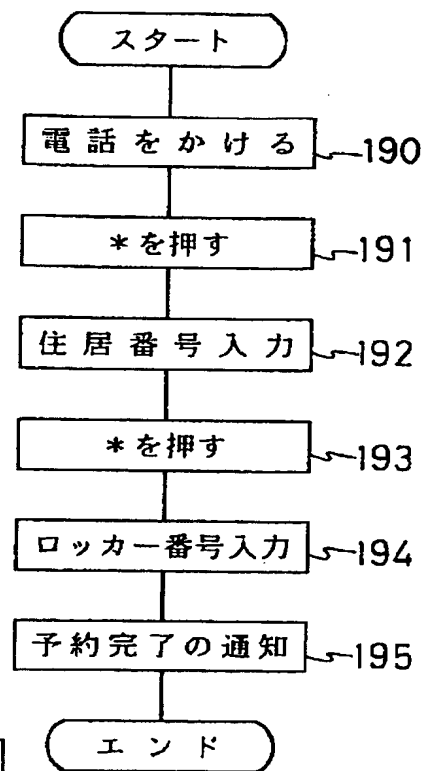 スタート
電話をかける 190
*を押す 191
住居番号入力 192
*を押す 193
ロッカー番号入力 194
予約完了の通知 195
エンド